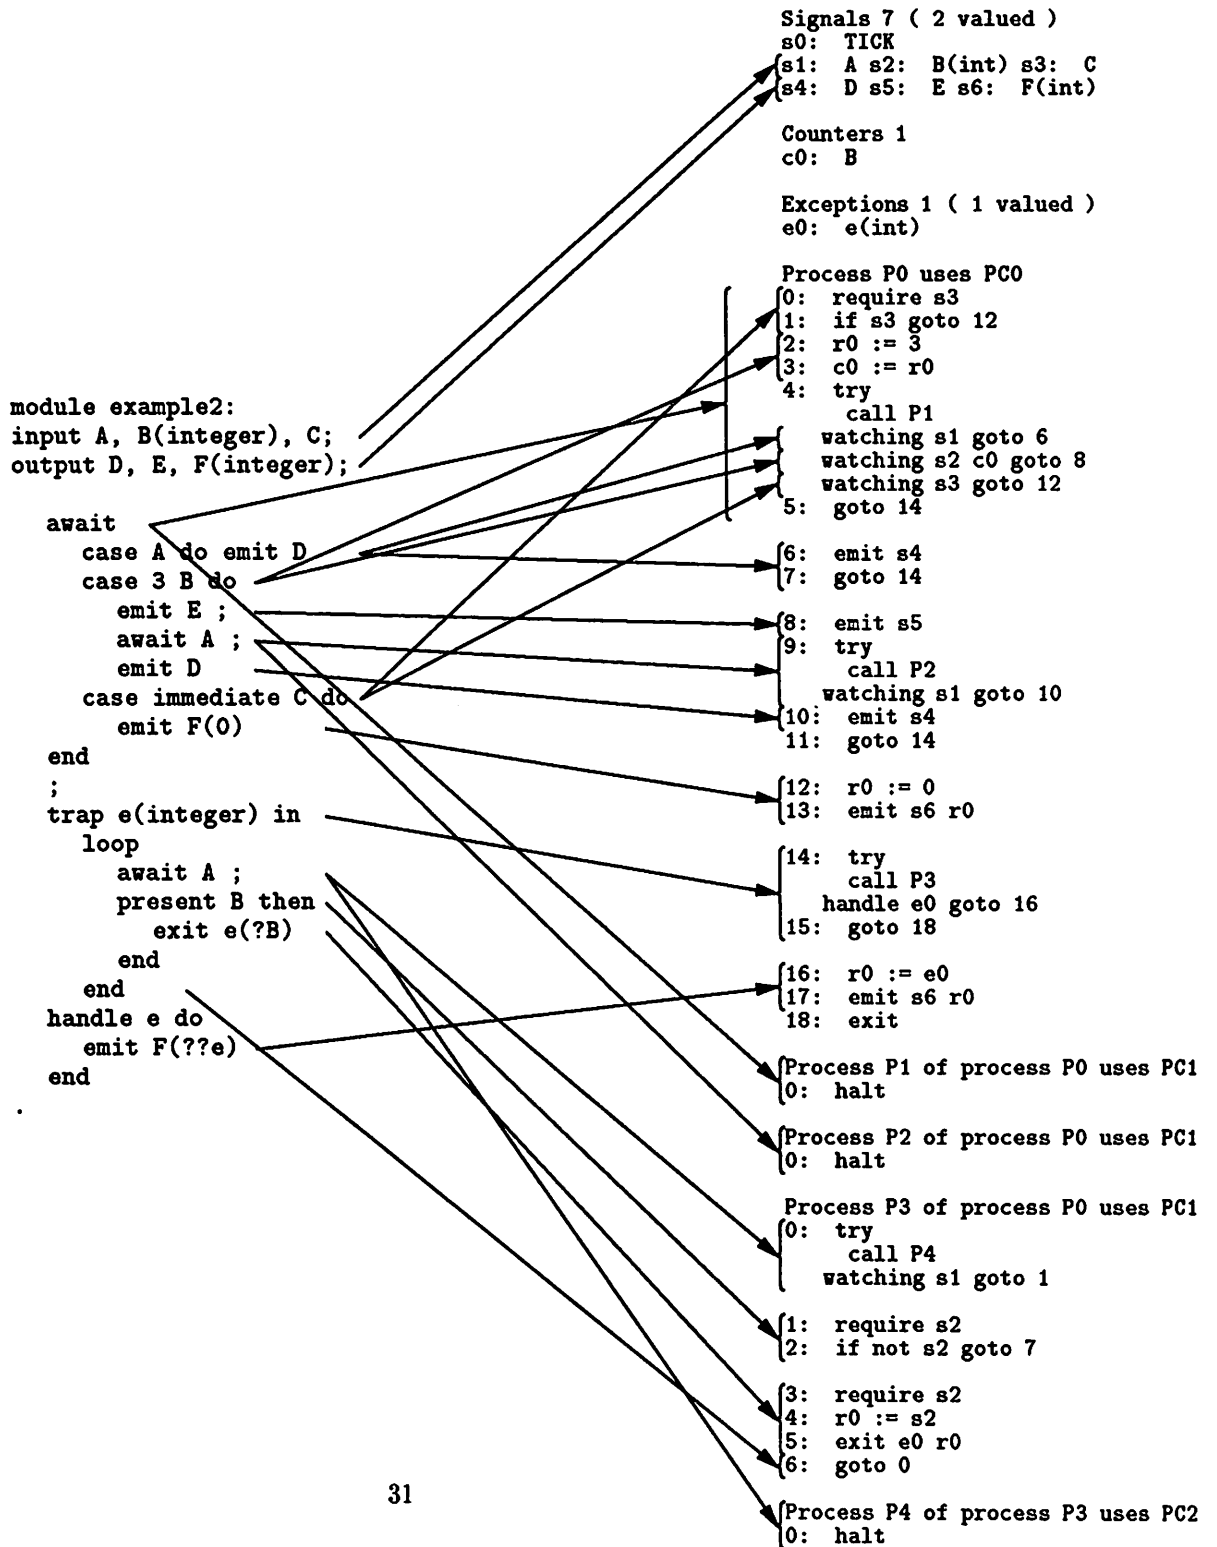 module example2:
input A, B(integer), C;
output D, E, F(integer);
await
case A do emit D
case 3 B do
emit E ;
await A ;
emit D
case immediate C do
emit F(0)
end
;
trap e(integer) in
loop
await A ;
present B then
exit e(?B)
end
end
handle e do
emit F(??e)
end
.
Signals 7 ( 2 valued )
s0: TICK
s1: A s2: B(int) s3: C
s4: D s5: E s6: F(int)
Counters 1
c0: B
Exceptions 1 ( 1 valued )
e0: e(int)
Process P0 uses PC0
0: require s3
1: if s3 goto 12
2: r0 := 3
3: c0 := r0
4: try
call P1
watching s1 goto 6
watching s2 c0 goto 8
watching s3 goto 12
5: goto 14
6: emit s4
7: goto 14
8: emit s5
9: try
call P2
watching s1 goto 10
10: emit s4
11: goto 14
12: r0 := 0
13: emit s6 r0
14: try
call P3
handle e0 goto 16
15: goto 18
16: r0 := e0
17: emit s6 r0
18: exit
Process P1 of process P0 uses PC1
0: halt
Process P2 of process P0 uses PC1
0: halt
Process P3 of process P0 uses PC1
0: try
call P4
watching s1 goto 1
1: require s2
2: if not s2 goto 7
3: require s2
4: r0 := s2
5: exit e0 r0
6: goto 0
Process P4 of process P3 uses PC2
0: halt
31